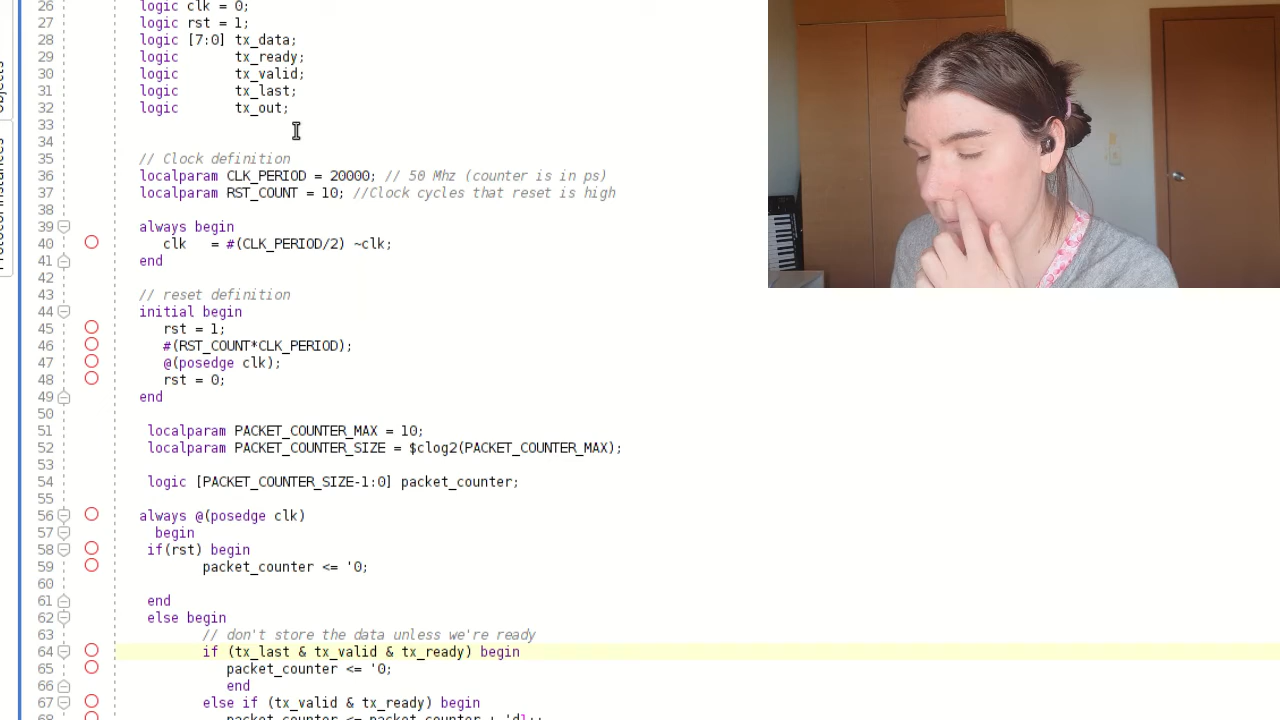 26 logic clk = 0;
27 logic rst = 1;
28 logic [7:0] tx_data;
29 logic tx_ready;
30 logic tx_valid;
31 logic tx_last;
32 logic tx_out;
33
34
35 // Clock definition
36 localparam CLK_PERIOD = 20000; // 50 Mhz (counter is in ps)
37 localparam RST_COUNT = 10; //Clock cycles that reset is high
38
39 always begin
40 clk = #(CLK_PERIOD/2) ~clk;
41 end
42
43 // reset definition
44 initial begin
45 rst = 1;
46 #(RST_COUNT*CLK_PERIOD);
47 @(posedge clk);
48 rst = 0;
49 end
50
51 localparam PACKET_COUNTER_MAX = 10;
52 localparam PACKET_COUNTER_SIZE = $clog2(PACKET_COUNTER_MAX);
53
54 logic [PACKET_COUNTER_SIZE-1:0] packet_counter;
55
56 always @(posedge clk)
57 begin
58 if(rst) begin
59 packet_counter <= '0;
60
61 end
62 else begin
63 // don't store the data unless we're ready
64 if (tx_last & tx_valid & tx_ready) begin
65 packet_counter <= '0;
66 end
67 else if (tx_valid & tx_ready) begin
68 packet_counter <= packet_counter +
Protocol Instances